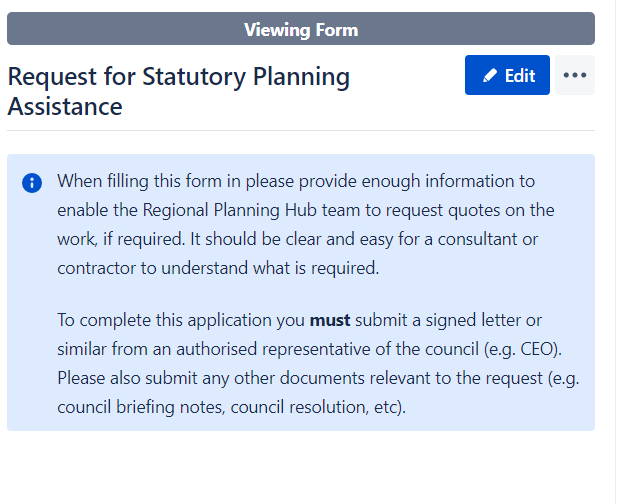 Viewing Form
Request for Statutory Planning
Assistance
Edit
When filling this form in please provide enough information to
enable the Regional Planning Hub team to request quotes on the
work, if required. It should be clear and easy for a consultant or
contractor to understand what is required.
To complete this application you must submit a signed letter or
similar from an authorised representative of the council (e.g. CEO).
Please also submit any other documents relevant to the request (e.g.
council briefing notes, council resolution, etc).